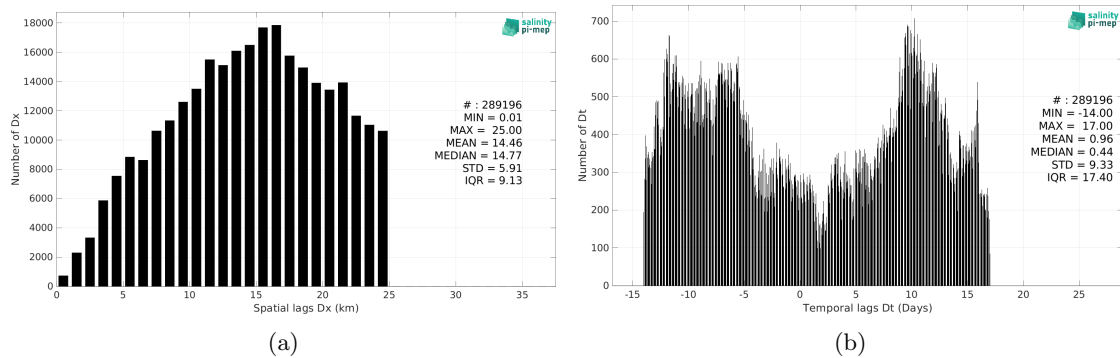 18000
16000
14000
12000
10000
8000
6000
4000
2000
0
Number of Dx
0 5 10 15 20 25 30 35
Spatial lags Dx (km)
salinity
pi-mep
# : 289196
MIN = 0.01
MAX = 25.00
MEAN = 14.46
MEDIAN = 14.77
STD = 5.91
IQR = 9.13
(a)
700
600
500
400
300
200
100
0
Number of Dt
-15 -10 -5 0 5 10 15 20 25
Temporal lags Dt (Days)
salinity
pi-mep
# : 289196
MIN = -14.00
MAX = 17.00
MEAN = 0.96
MEDIAN = 0.44
STD = 9.33
IQR = 17.40
(b)